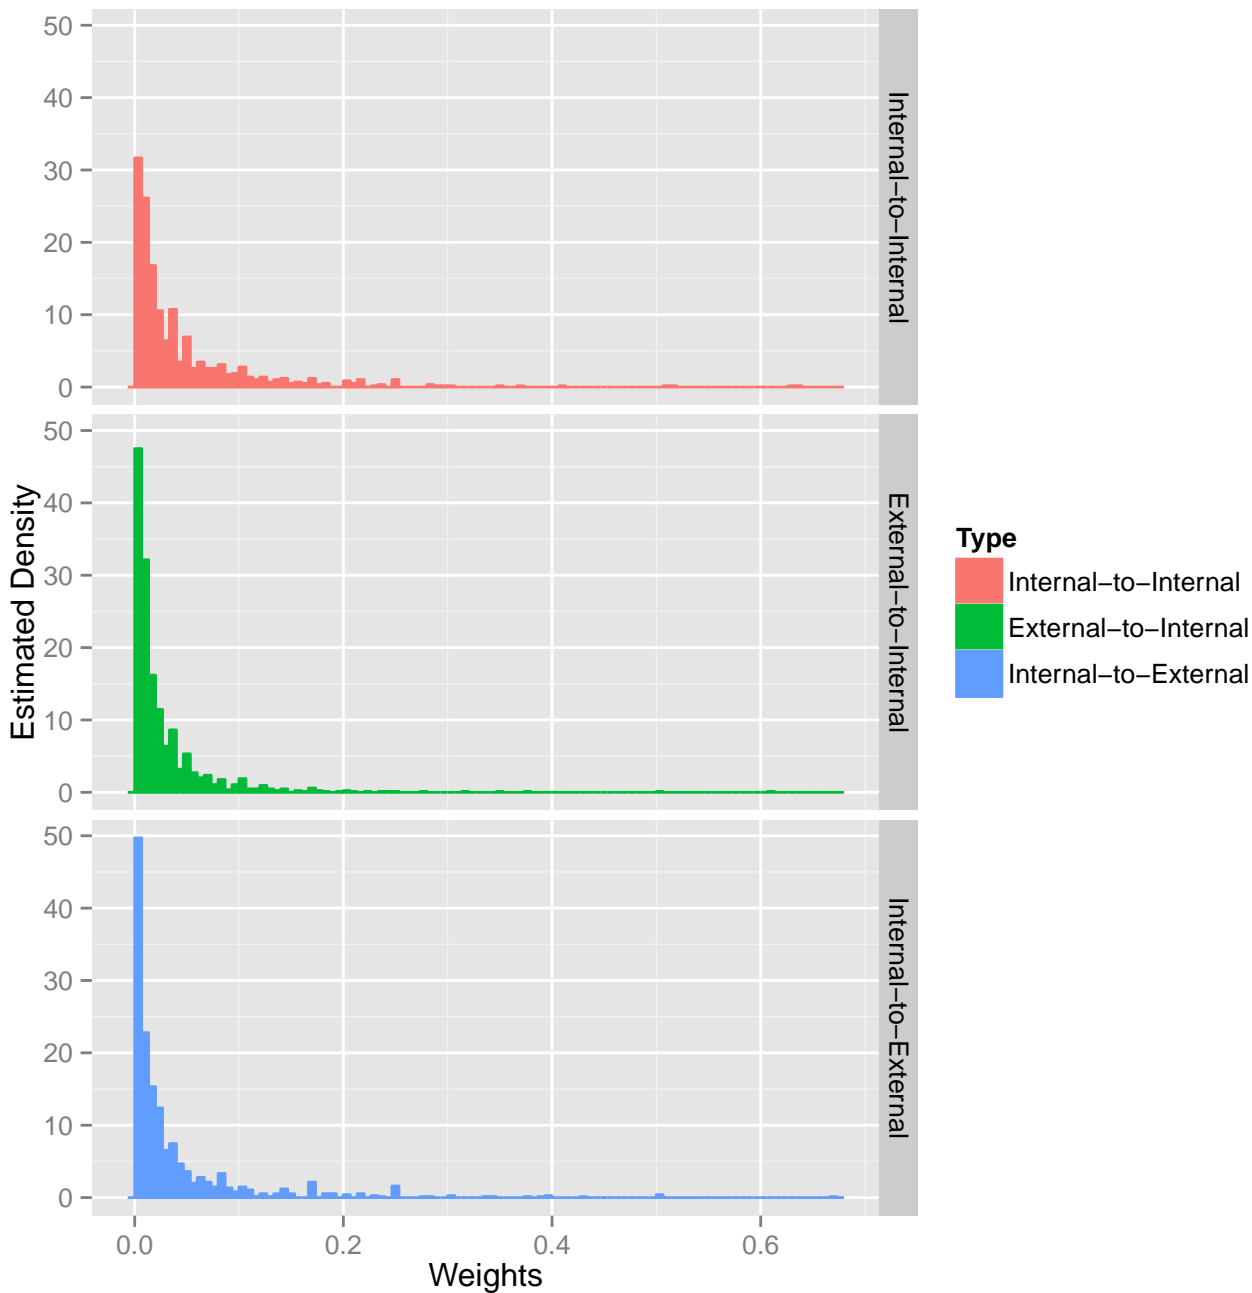 50
40
30
20
10
0
Internal−to−Internal
50
40
30
20
10
0
External−to−Internal
50
40
30
20
10
0
Internal−to−External
0.0 0.2 0.4 0.6
Weights
Estimated Density
Type
Internal−to−Internal
External−to−Internal
Internal−to−External